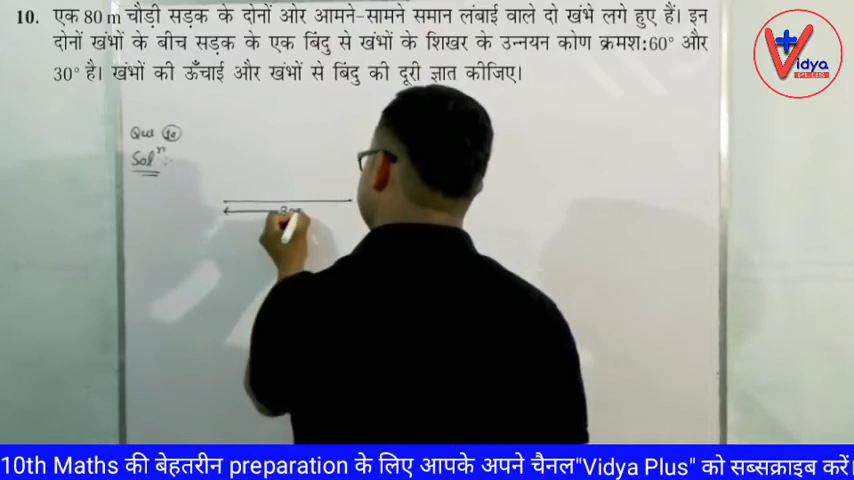 10. एक 80 m चौड़ी सड़क के दोनों ओर आमने-सामने समान लंबाई वाले दो खंभे लगे हुए हैं। इन
दोनों खंभों के बीच सड़क के एक बिंदु से खंभों के शिखर के उन्नयन कोण क्रमश:60° और
30° है। खंभों की ऊँचाई और खंभों से बिंदु की दूरी ज्ञात कीजिए।
Vidya
PLUS
Que 10
Solⁿ :-
10th Maths की बेहतरीन preparation के लिए आपके अपने चैनल"Vidya Plus" को सब्सक्राइब करें।